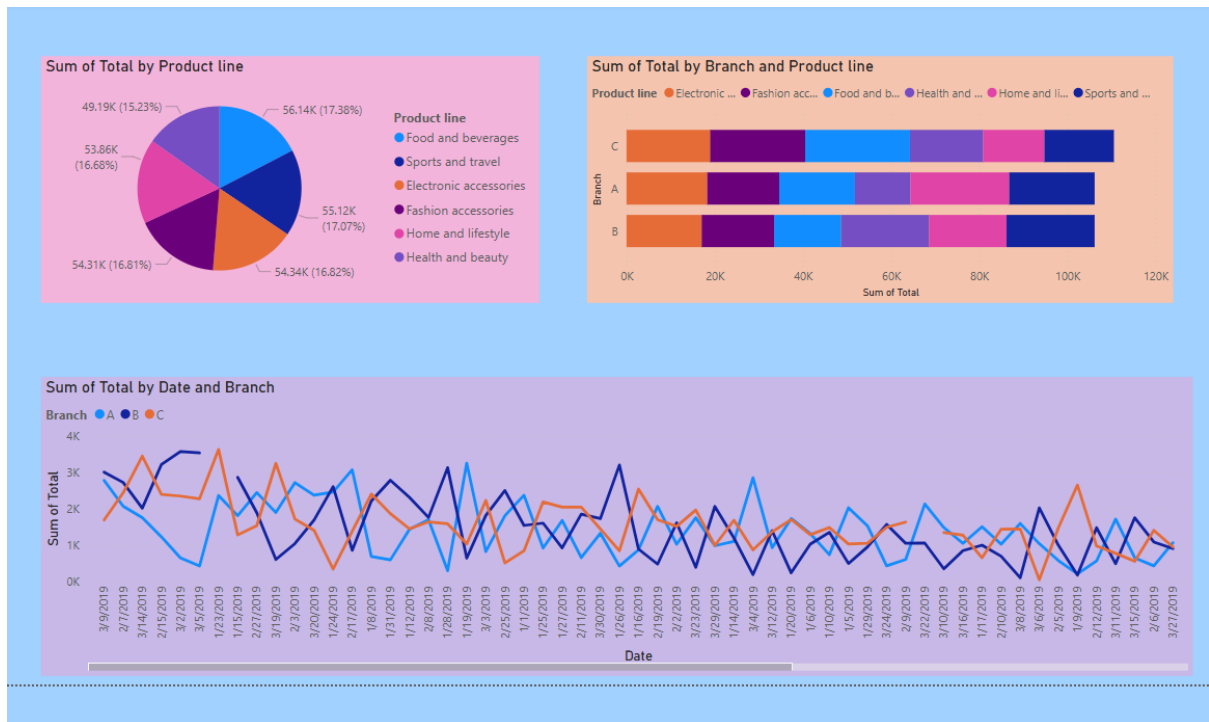 Sum of Total by Product line
49.19K (15.23%)
56.14K (17.38%)
53.86K
(16.68%)
55.12K
(17.07%)
54.31K (16.81%)
54.34K (16.82%)
Product line
Food and beverages
Sports and travel
Electronic accessories
Fashion accessories
Home and lifestyle
Health and beauty
Sum of Total by Branch and Product line
Product line Electronic ... Fashion acc... Food and b... Health and ... Home and li... Sports and ...
Branch
C
A
B
0K 20K 40K 60K 80K 100K 120K
Sum of Total
Sum of Total by Date and Branch
Branch A B C
Sum of Total
4K
3K
2K
1K
0K
3/9/2019
2/7/2019
3/14/2019
2/15/2019
3/2/2019
3/5/2019
1/23/2019
1/15/2019
2/27/2019
3/19/2019
2/3/2019
3/20/2019
1/24/2019
2/17/2019
1/8/2019
1/31/2019
1/12/2019
2/8/2019
1/28/2019
1/19/2019
3/3/2019
2/25/2019
1/1/2019
1/25/2019
1/27/2019
2/11/2019
3/30/2019
1/26/2019
1/16/2019
2/19/2019
2/2/2019
3/23/2019
3/29/2019
1/14/2019
3/4/2019
3/12/2019
1/20/2019
1/6/2019
1/10/2019
1/5/2019
1/29/2019
3/24/2019
2/9/2019
3/22/2019
3/10/2019
3/16/2019
1/17/2019
2/10/2019
3/8/2019
3/6/2019
2/5/2019
1/9/2019
2/12/2019
3/11/2019
3/15/2019
2/6/2019
3/27/2019
Date